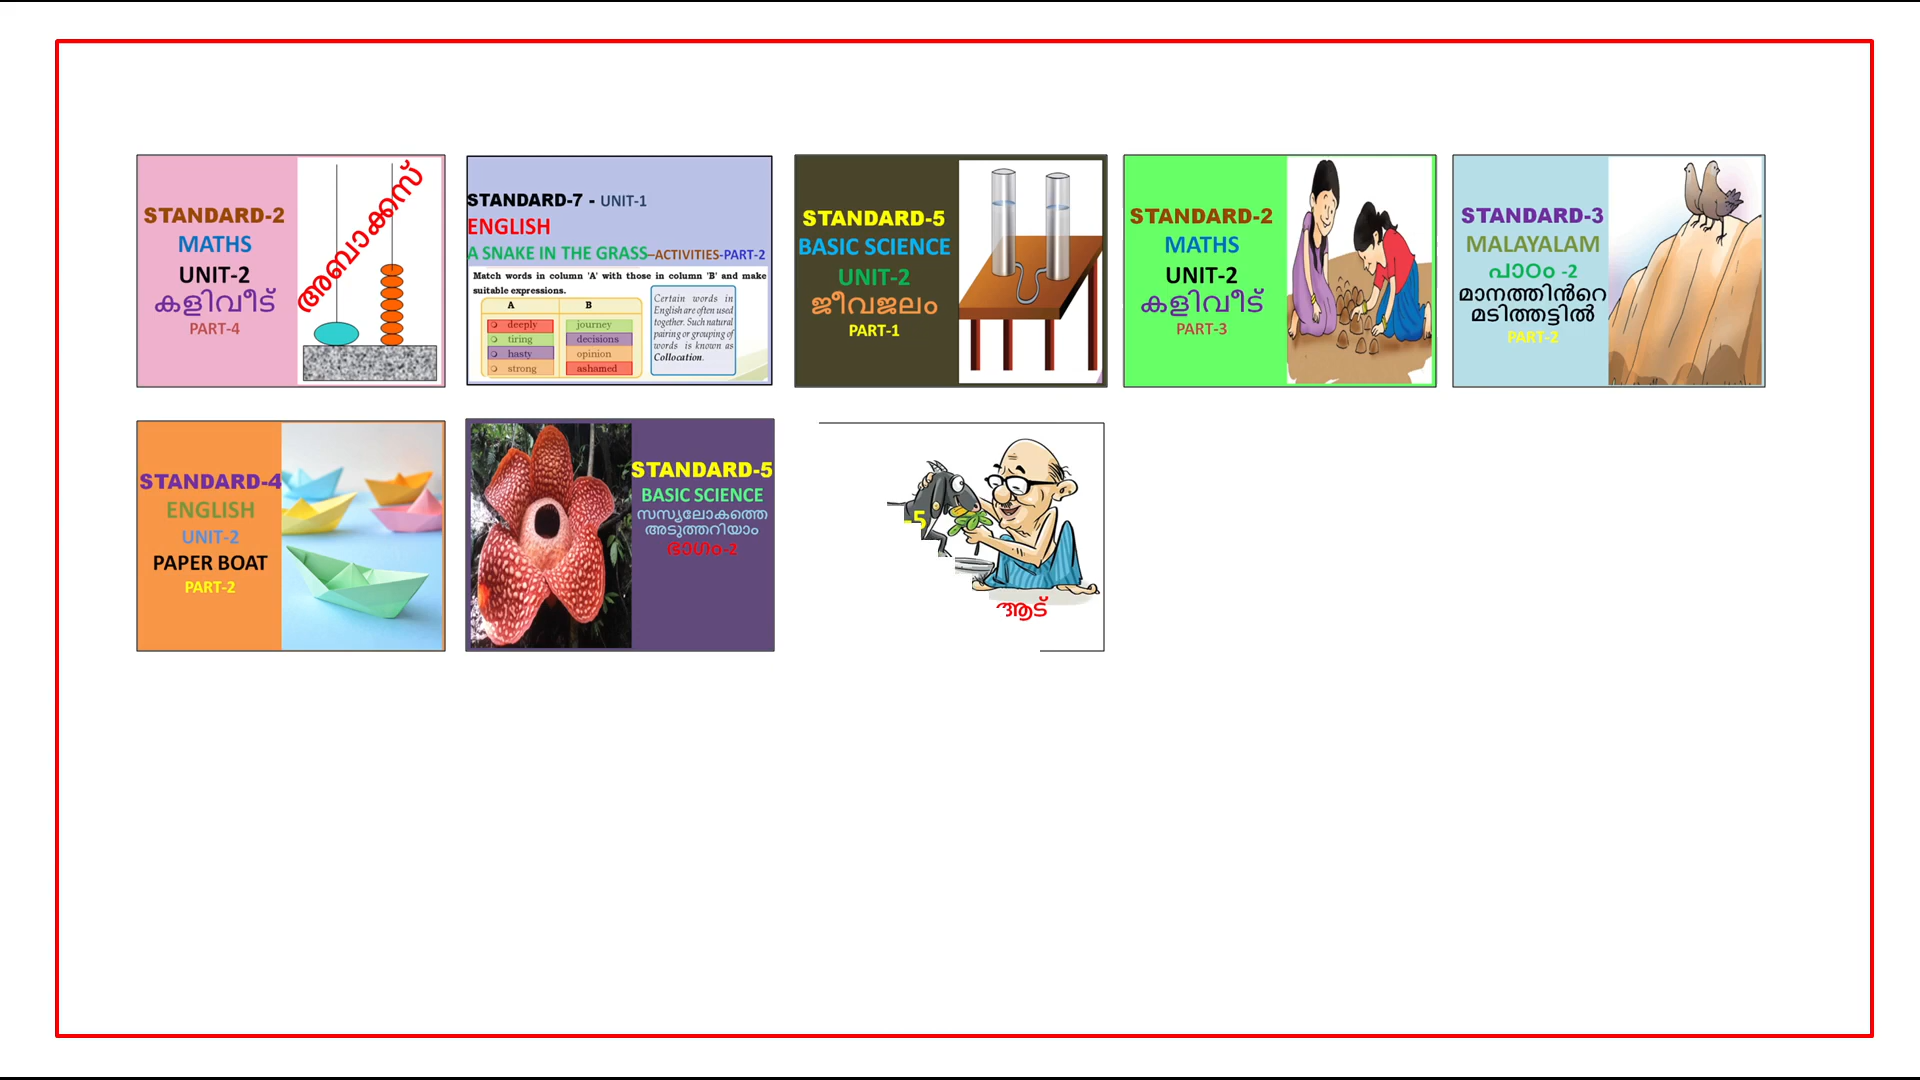 STANDARD-2
MATHS
UNIT-2
കളിവീട്
PART-4
അബാക്കസ്
STANDARD-7 - UNIT-1
ENGLISH
A SNAKE IN THE GRASS–ACTIVITIES-PART-2
Match words in column 'A' with those in column 'B' and make
suitable expressions.
A B
deeply journey
tiring decisions
hasty opinion
strong ashamed
Certain words in
English are often used
together. Such natural
pairing or grouping of
words is known as
Collocation.
STANDARD-5
BASIC SCIENCE
UNIT-2
ജീവജലം
PART-1
STANDARD-2
MATHS
UNIT-2
കളിവീട്
PART-3
STANDARD-3
MALAYALAM
പാഠം -2
മാനത്തിൻറെ
മടിത്തട്ടിൽ
PART-2
STANDARD-4
ENGLISH
UNIT-2
PAPER BOAT
PART-2
STANDARD-5
BASIC SCIENCE
സസ്യലോകത്തെ
അടുത്തറിയാം
ഭാഗം-2
-5
ആട്